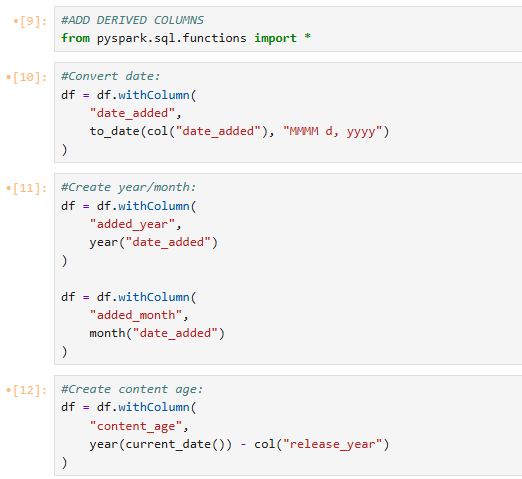 •[9]: #ADD DERIVED COLUMNS
from pyspark.sql.functions import *
•[10]: #Convert date:
df = df.withColumn(
    "date_added",
    to_date(col("date_added"), "MMMM d, yyyy")
)
•[11]: #Create year/month:
df = df.withColumn(
    "added_year",
    year("date_added")
)

df = df.withColumn(
    "added_month",
    month("date_added")
)
•[12]: #Create content age:
df = df.withColumn(
    "content_age",
    year(current_date()) - col("release_year")
)